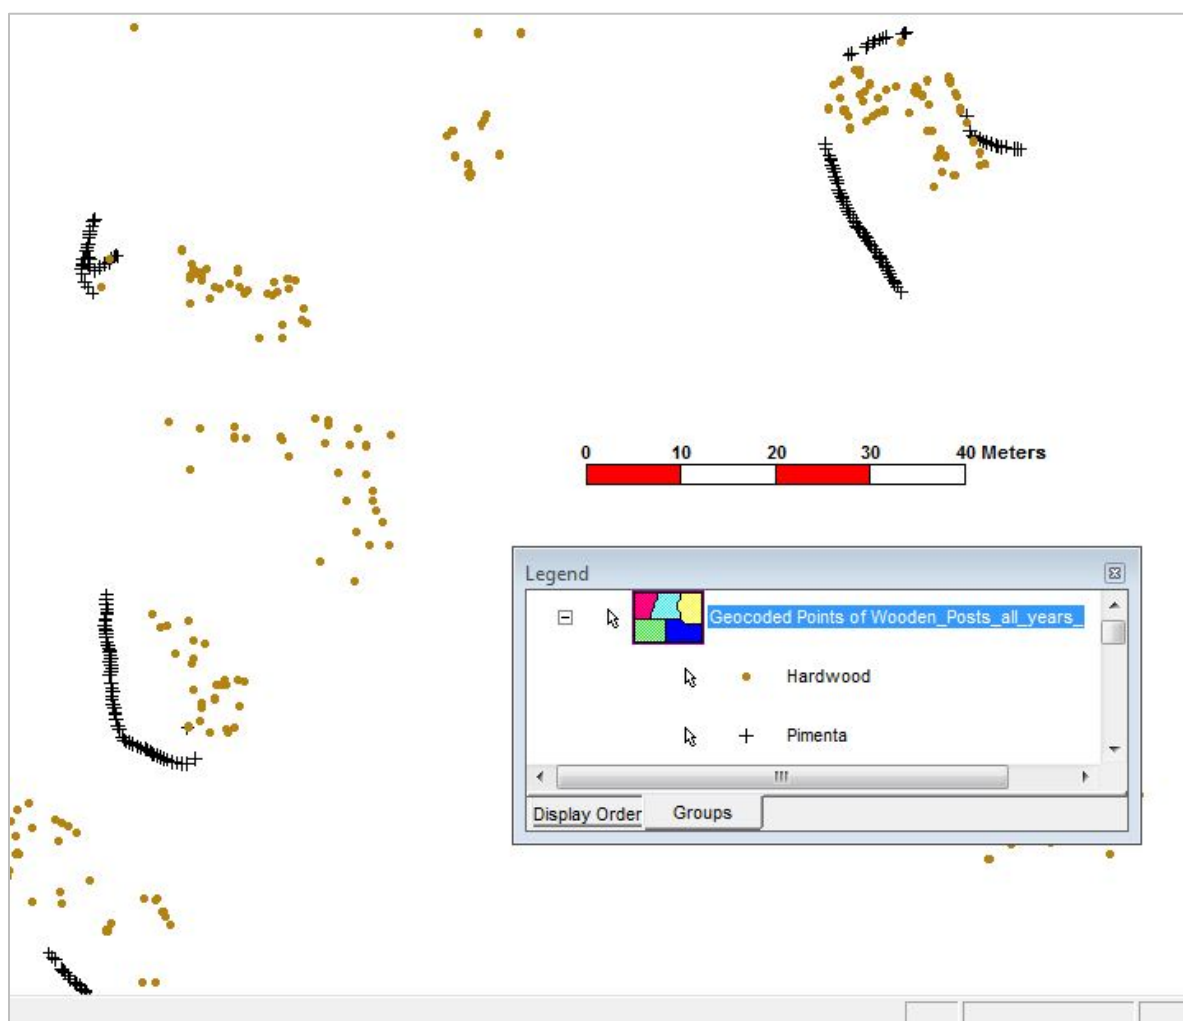 0 10 20 30 40 Meters
Legend
Geocoded Points of Wooden_Posts_all_years_
Hardwood
Pimenta
Display Order Groups